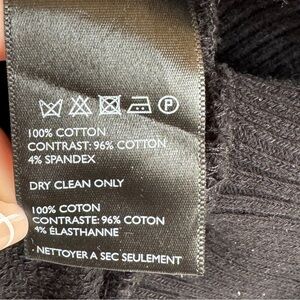 P
100% COTTON
CONTRAST: 96% COTTON
4% SPANDEX
DRY CLEAN ONLY
100% COTON
CONTRASTE: 96% COTON
4% ÉLASTHANNE
NETTOYER A SEC SEULEMENT